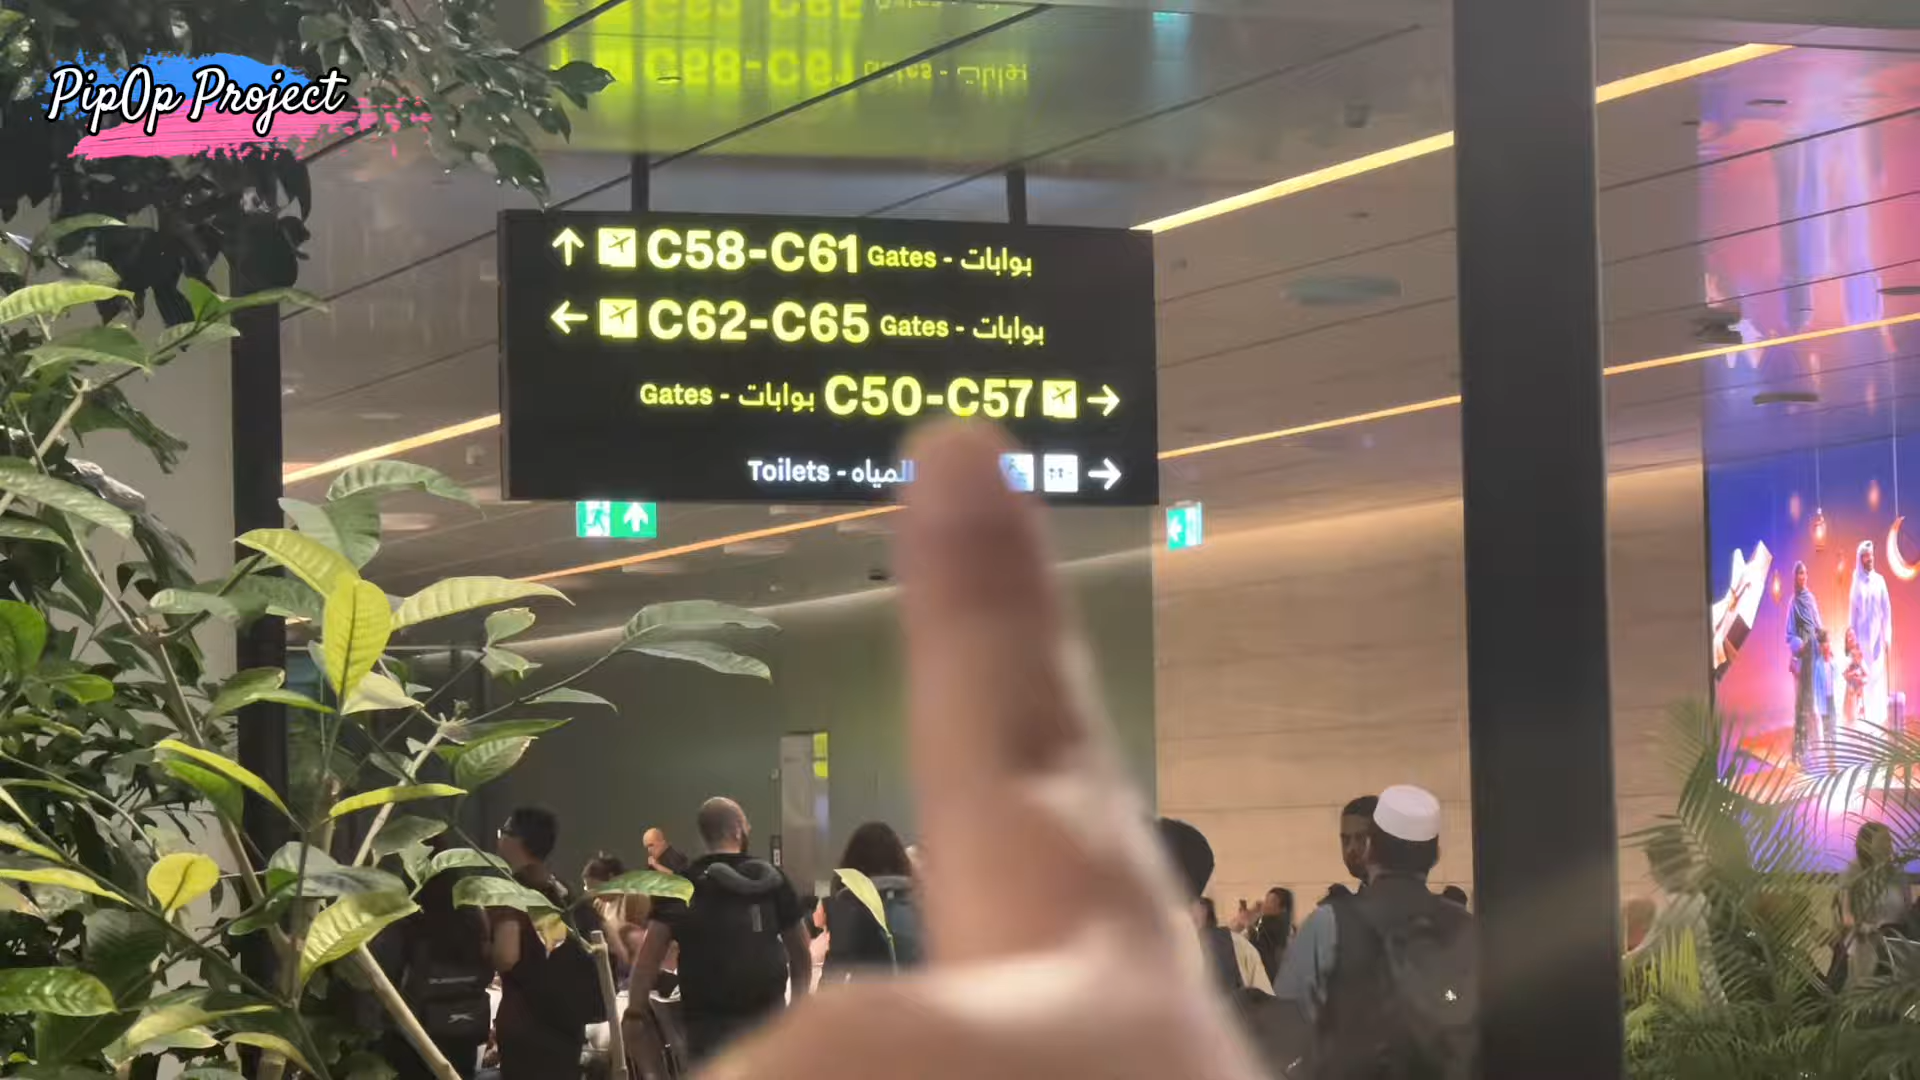 PipOp Project
C58-C61 Gates - بوابات
C62-C65 Gates - بوابات
Gates - بوابات C50-C57
Toilets - المياه